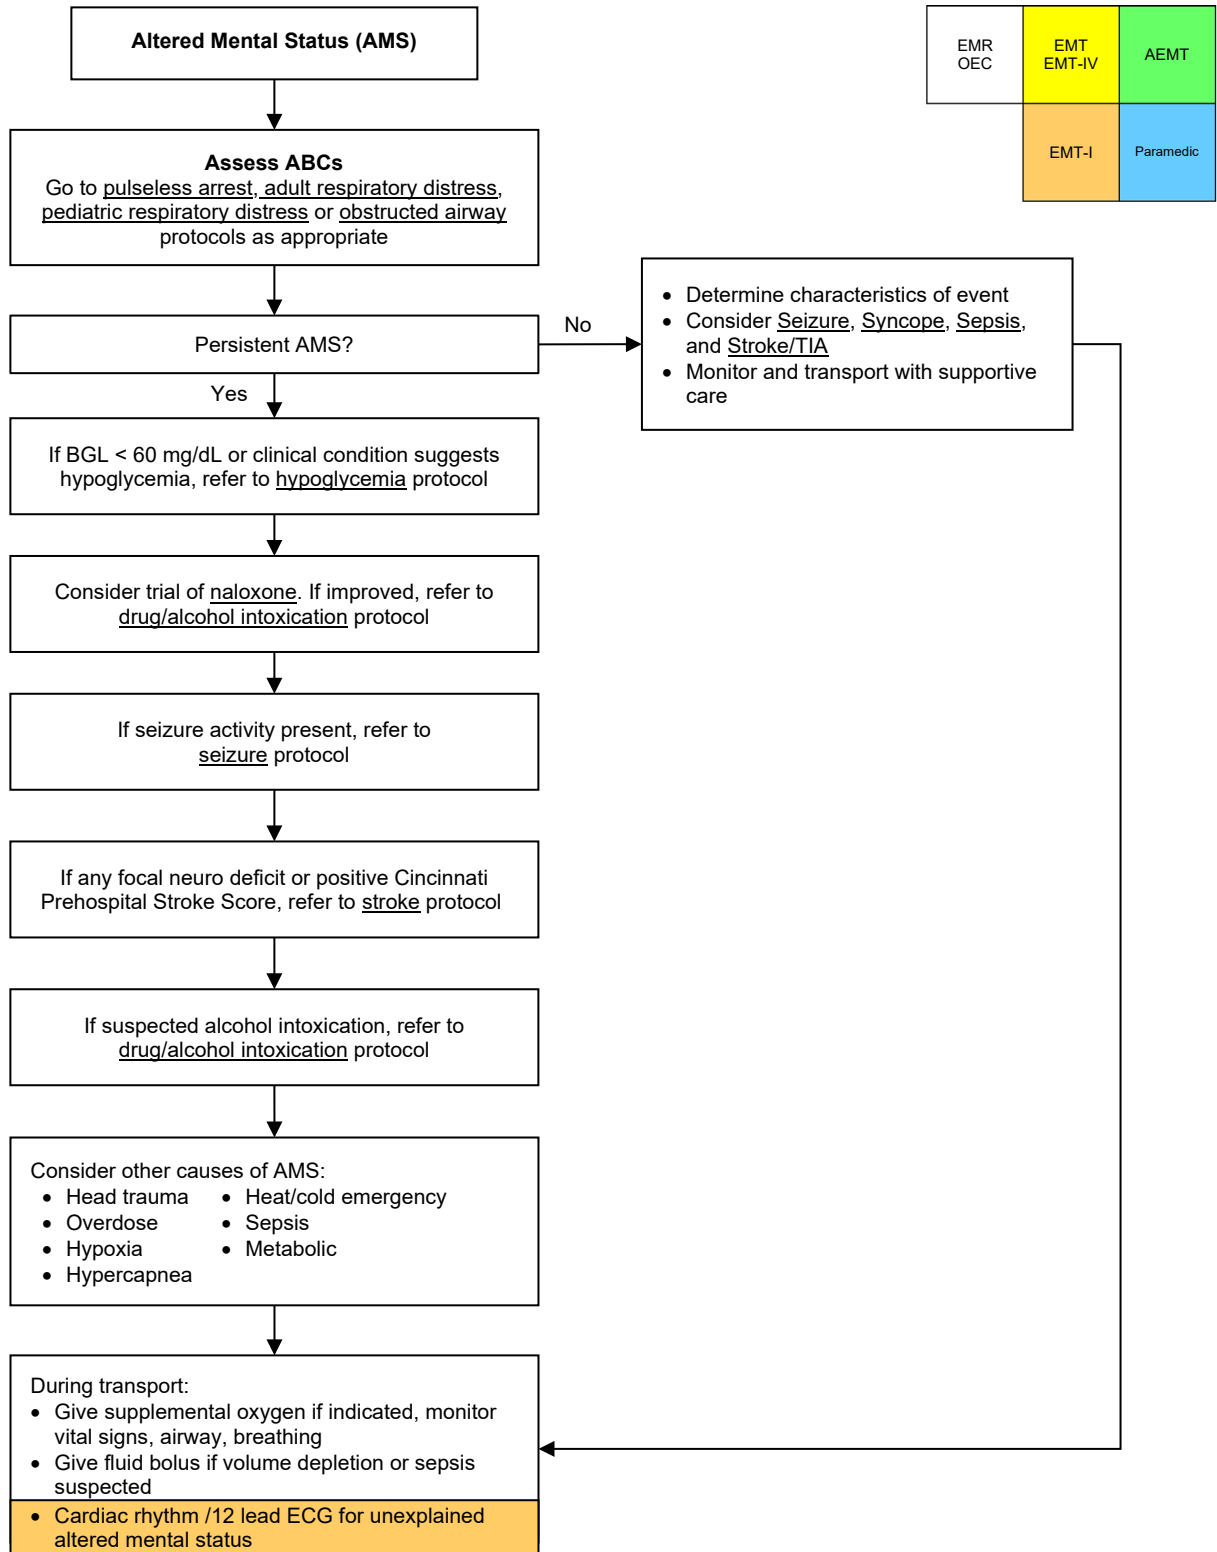 Altered Mental Status (AMS)
EMR
OEC
EMT
EMT-IV
AEMT
EMT-I
Paramedic
Assess ABCs
Go to pulseless arrest, adult respiratory distress,
pediatric respiratory distress or obstructed airway
protocols as appropriate
Persistent AMS?
No
• Determine characteristics of event
• Consider Seizure, Syncope, Sepsis,
and Stroke/TIA
• Monitor and transport with supportive
care
Yes
If BGL < 60 mg/dL or clinical condition suggests
hypoglycemia, refer to hypoglycemia protocol
Consider trial of naloxone. If improved, refer to
drug/alcohol intoxication protocol
If seizure activity present, refer to
seizure protocol
If any focal neuro deficit or positive Cincinnati
Prehospital Stroke Score, refer to stroke protocol
If suspected alcohol intoxication, refer to
drug/alcohol intoxication protocol
Consider other causes of AMS:
• Head trauma
• Overdose
• Hypoxia
• Hypercapnea
• Heat/cold emergency
• Sepsis
• Metabolic
During transport:
• Give supplemental oxygen if indicated, monitor
vital signs, airway, breathing
• Give fluid bolus if volume depletion or sepsis
suspected
• Cardiac rhythm /12 lead ECG for unexplained
altered mental status